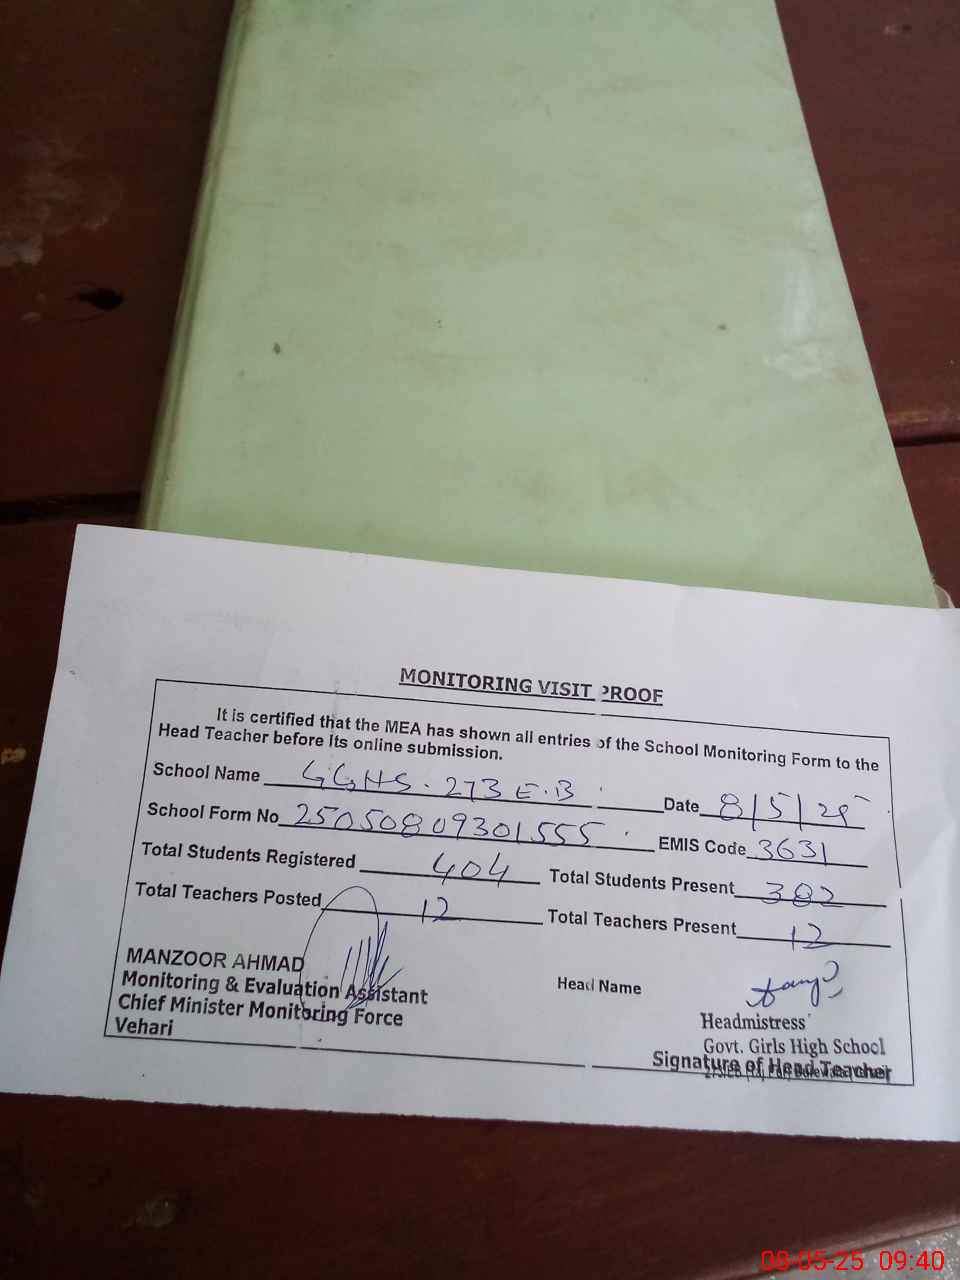 MONITORING VISIT PROOF
It is certified that the MEA has shown all entries of the School Monitoring Form to the
Head Teacher before its online submission.
School Name GGHS. 273 E.B Date 8/5/25
School Form No 25050809301555 EMIS Code 3631
Total Students Registered 404 Total Students Present 382
Total Teachers Posted 12 Total Teachers Present 12
MANZOOR AHMAD
Monitoring & Evaluation Assistant
Chief Minister Monitoring Force
Vehari
Head Name
Headmistress
Govt. Girls High School
Signature of Head Teacher
08-05-25 09:40